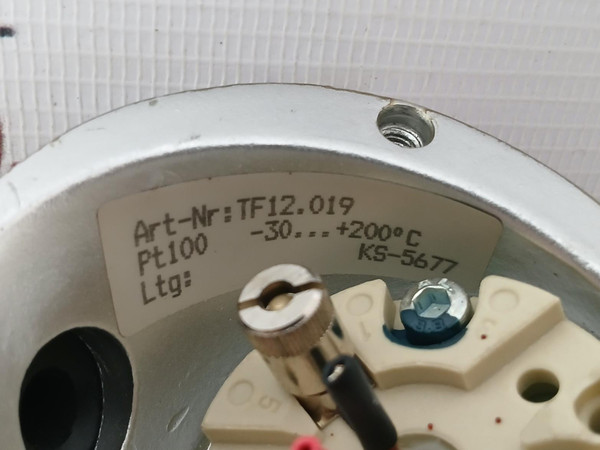 Art-Nr:TF12.019
Pt100 -30...+200°C
Ltg: KS-5677